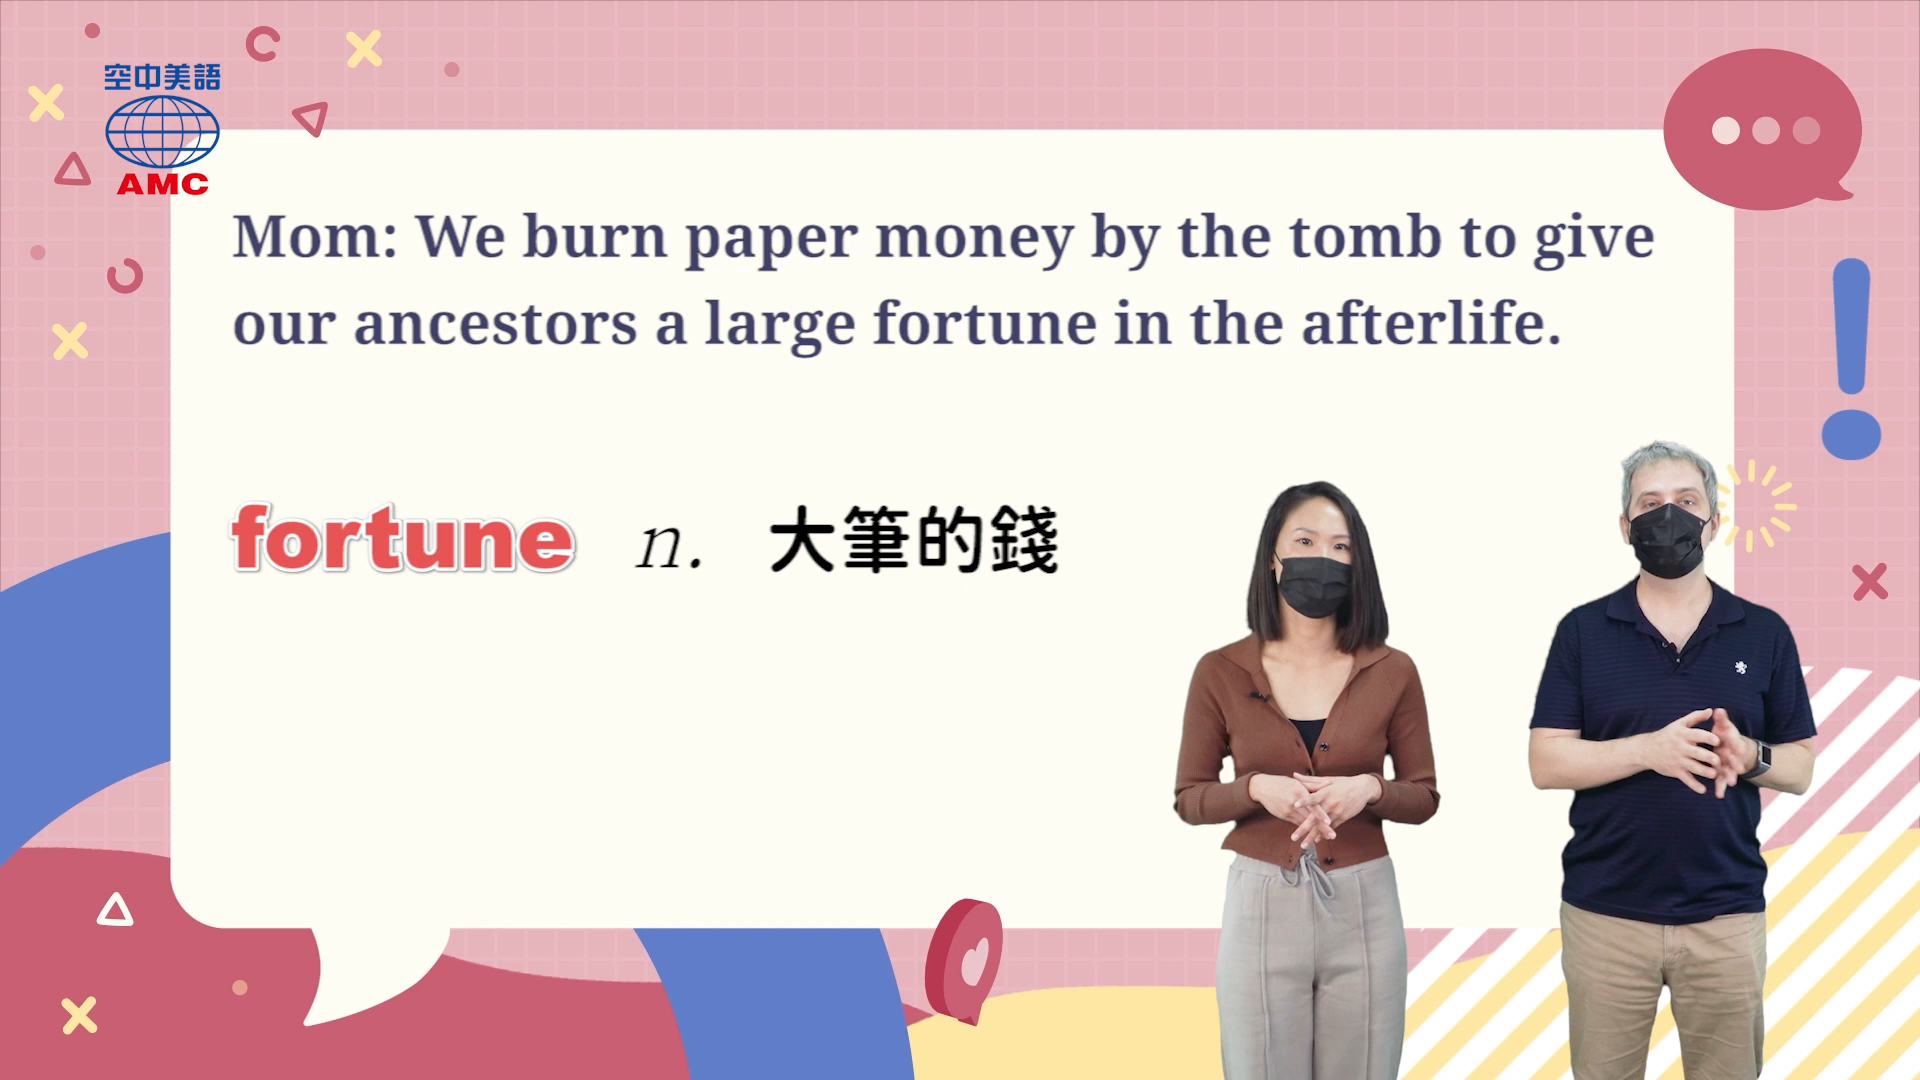 空中美語
AMC
Mom: We burn paper money by the tomb to give
our ancestors a large fortune in the afterlife.
fortune n. 大筆的錢